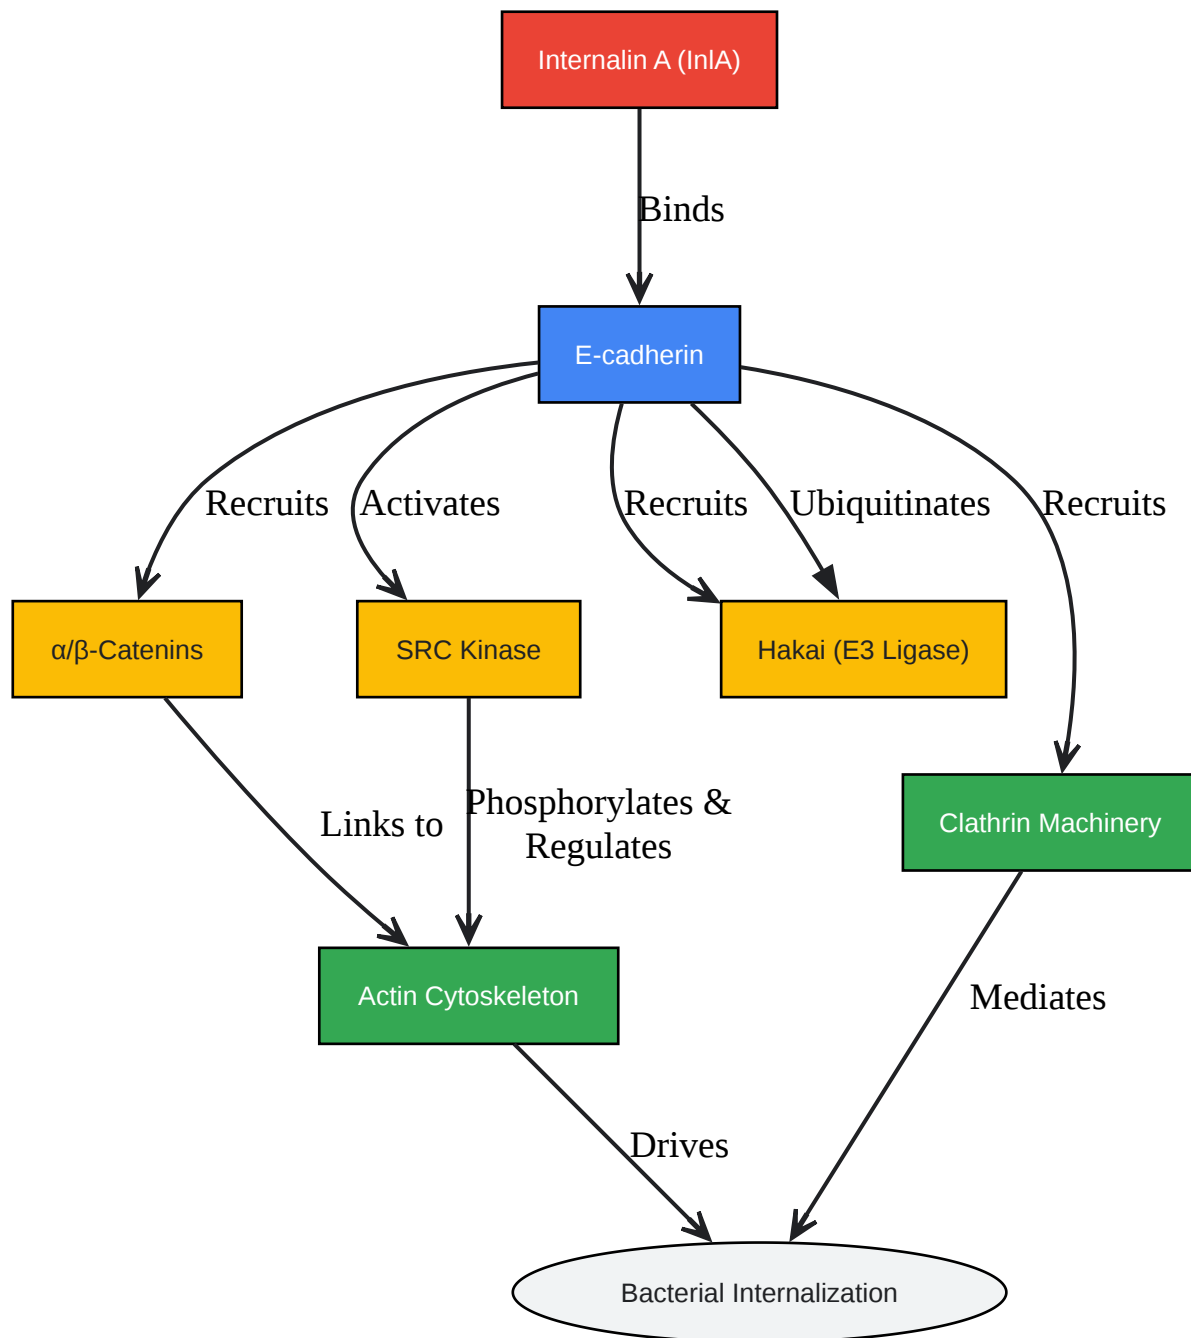 Internalin A (InlA)
Binds
E-cadherin
Recruits
Activates
Recruits
Ubiquitinates
Recruits
α/β-Catenins
SRC Kinase
Hakai (E3 Ligase)
Links to
Phosphorylates &
Regulates
Clathrin Machinery
Actin Cytoskeleton
Mediates
Drives
Bacterial Internalization